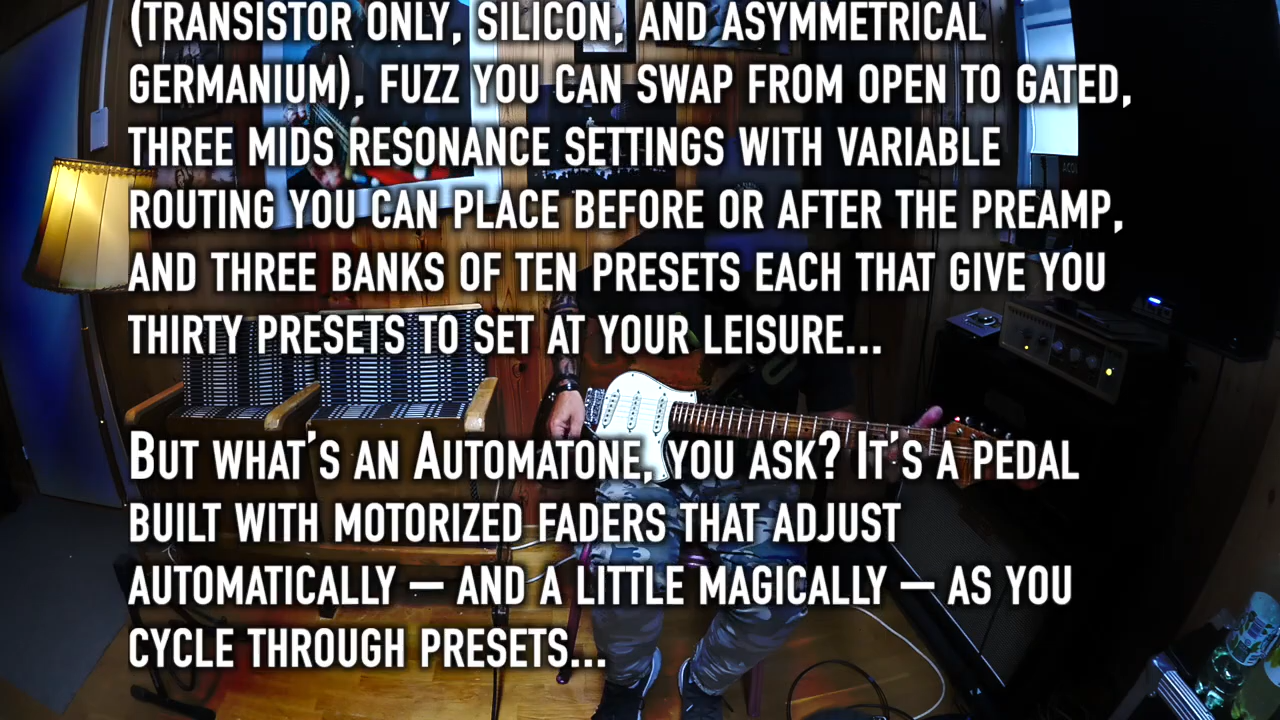 (TRANSISTOR ONLY, SILICON, AND ASYMMETRICAL
GERMANIUM), FUZZ YOU CAN SWAP FROM OPEN TO GATED,
THREE MIDS RESONANCE SETTINGS WITH VARIABLE
ROUTING YOU CAN PLACE BEFORE OR AFTER THE PREAMP,
AND THREE BANKS OF TEN PRESETS EACH THAT GIVE YOU
THIRTY PRESETS TO SET AT YOUR LEISURE...
BUT WHAT'S AN AUTOMATONE, YOU ASK? IT'S A PEDAL
BUILT WITH MOTORIZED FADERS THAT ADJUST
AUTOMATICALLY — AND A LITTLE MAGICALLY — AS YOU
CYCLE THROUGH PRESETS...